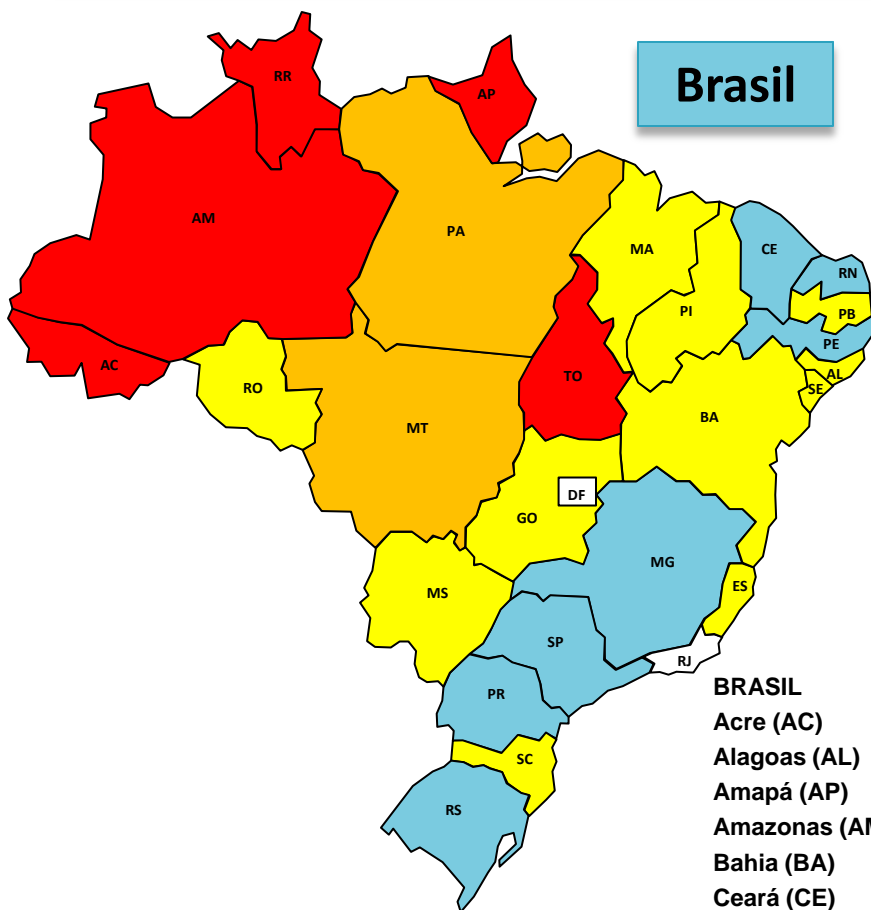 Brasil
RR
AP
AM
PA
MA
CE
RN
PB
PI
PE
AC
RO
TO
AL
SE
MT
BA
DF
GO
MG
MS
ES
SP
RJ
PR
SC
RS
BRASIL
Acre (AC)
Alagoas (AL)
Amapá (AP)
Amazonas (AM
Bahia (BA)
Ceará (CE)